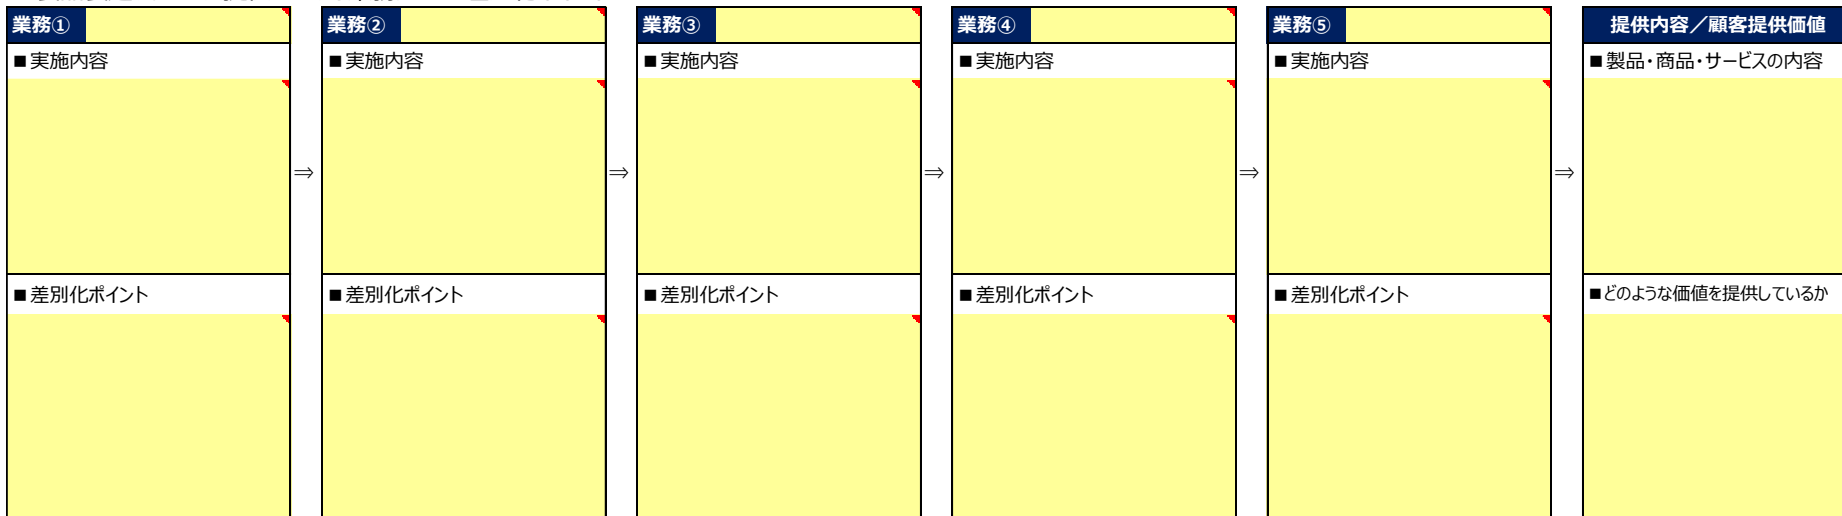 業務①
■実施内容
■差別化ポイント
⇒
業務②
■実施内容
■差別化ポイント
⇒
業務③
■実施内容
■差別化ポイント
⇒
業務④
■実施内容
■差別化ポイント
⇒
業務⑤
■実施内容
■差別化ポイント
⇒
提供内容／顧客提供価値
■製品・商品・サービスの内容
■どのような価値を提供しているか